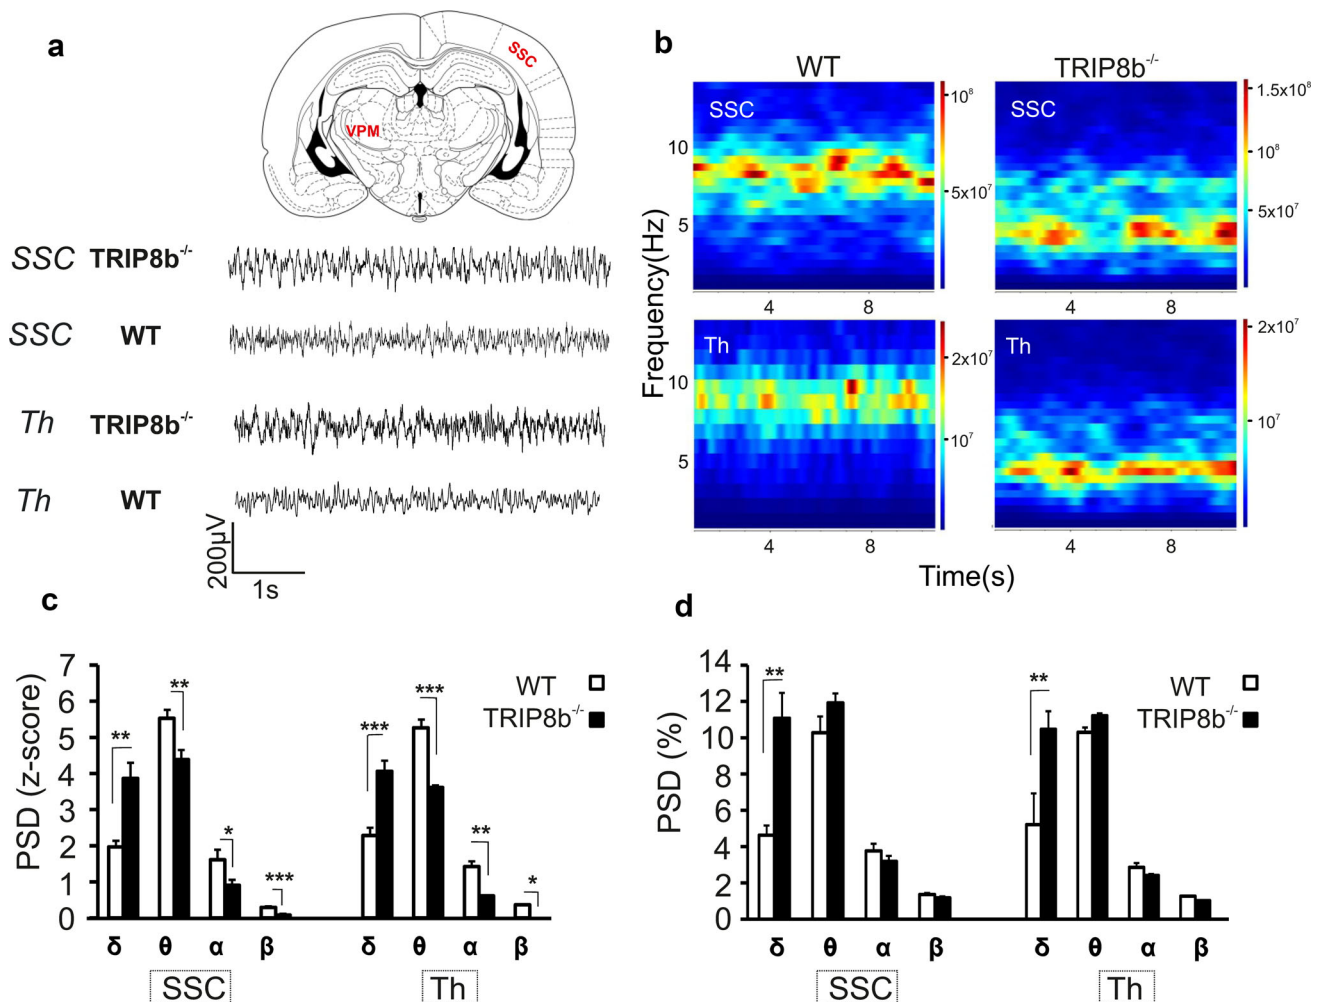 a
SSC
VPM
SSC TRIP8b-/-
SSC WT
Th TRIP8b-/-
Th WT
200µV
1s
b
WT
TRIP8b-/-
Frequency(Hz)
SSC
10
5
4 8
10⁸
5x10⁷
SSC
4 8
1.5x10⁸
10⁸
5x10⁷
Th
10
5
4 8
2x10⁷
10⁷
Th
4 8
2x10⁷
10⁷
Time(s)
c
PSD (z-score)
7
6
5
4
3
2
1
0
WT
TRIP8b-/-
** ** * *** *** *** ** *
δ θ α β δ θ α β
SSC Th
d
PSD (%)
14
12
10
8
6
4
2
0
WT
TRIP8b-/-
** **
δ θ α β δ θ α β
SSC Th